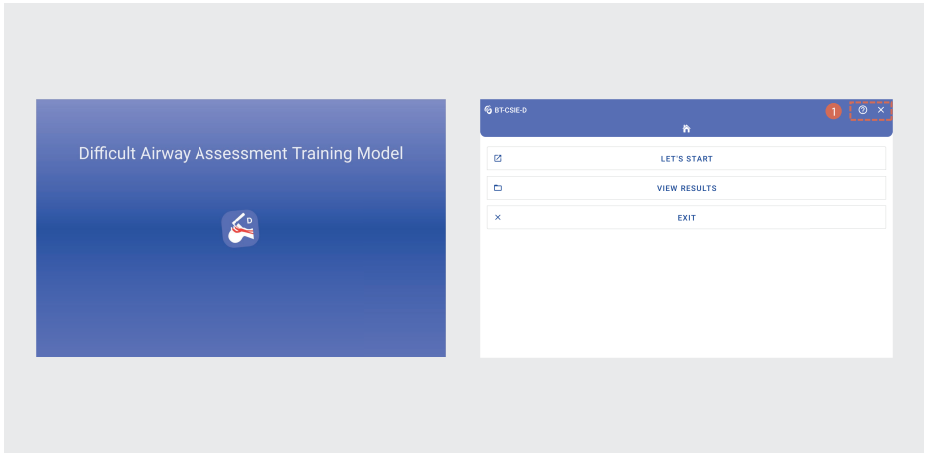 Difficult Airway Assessment Training Model
D
BT-CSIE-D
1
LET'S START
VIEW RESULTS
EXIT